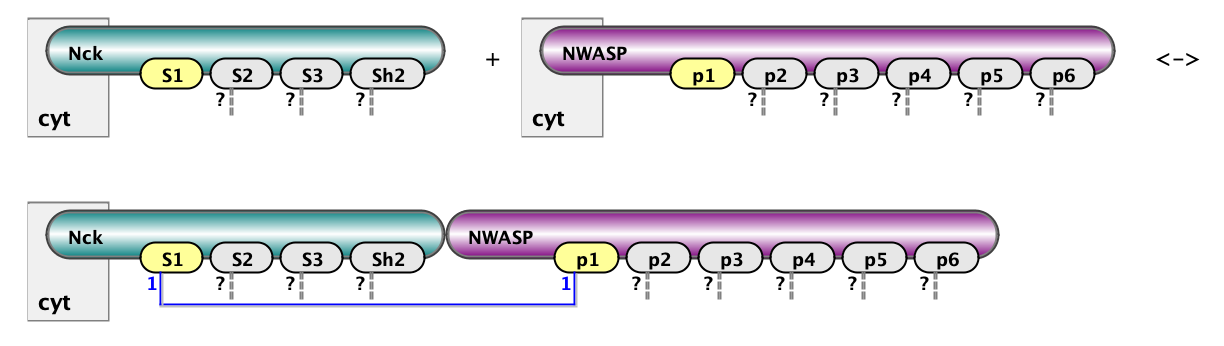 Nck + NWASP <->
S1 S2 S3 Sh2 p1 p2 p3 p4 p5 p6
? ? ? ? ? ? ? ?
cyt cyt
Nck NWASP
S1 S2 S3 Sh2 p1 p2 p3 p4 p5 p6
1 ? ? ? 1 ? ? ? ? ?
cyt